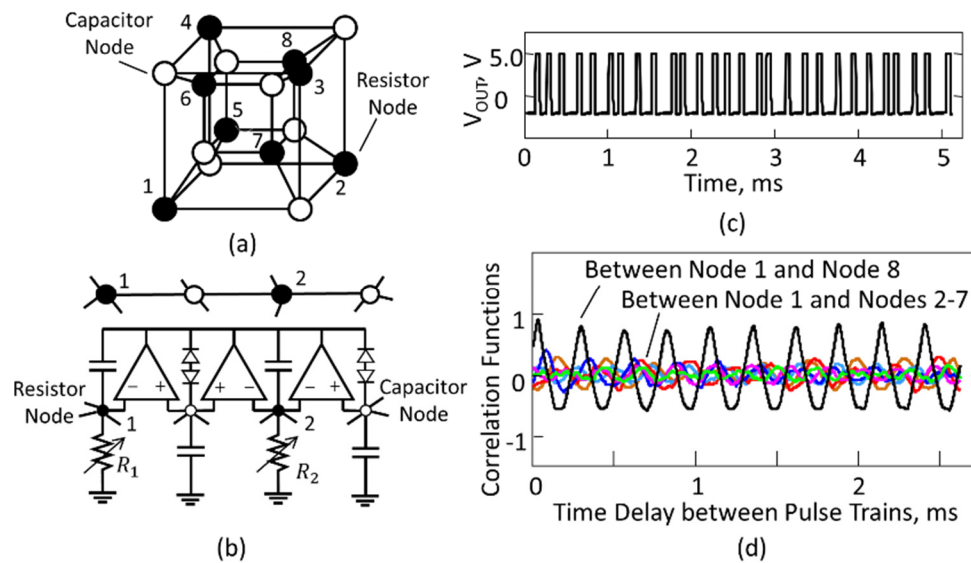 Capacitor
Node
4
8
3
Resistor
Node
6
5
7
1
2
(a)
V_OUT, V
5.0
0
0 1 2 3 4 5
Time, ms
(c)
1
2
Resistor
Node
− + + − − +
Capacitor
Node
1
2
R₁
R₂
(b)
Correlation Functions
Between Node 1 and Node 8
Between Node 1 and Nodes 2-7
1
0
-1
0 1 2
Time Delay between Pulse Trains, ms
(d)